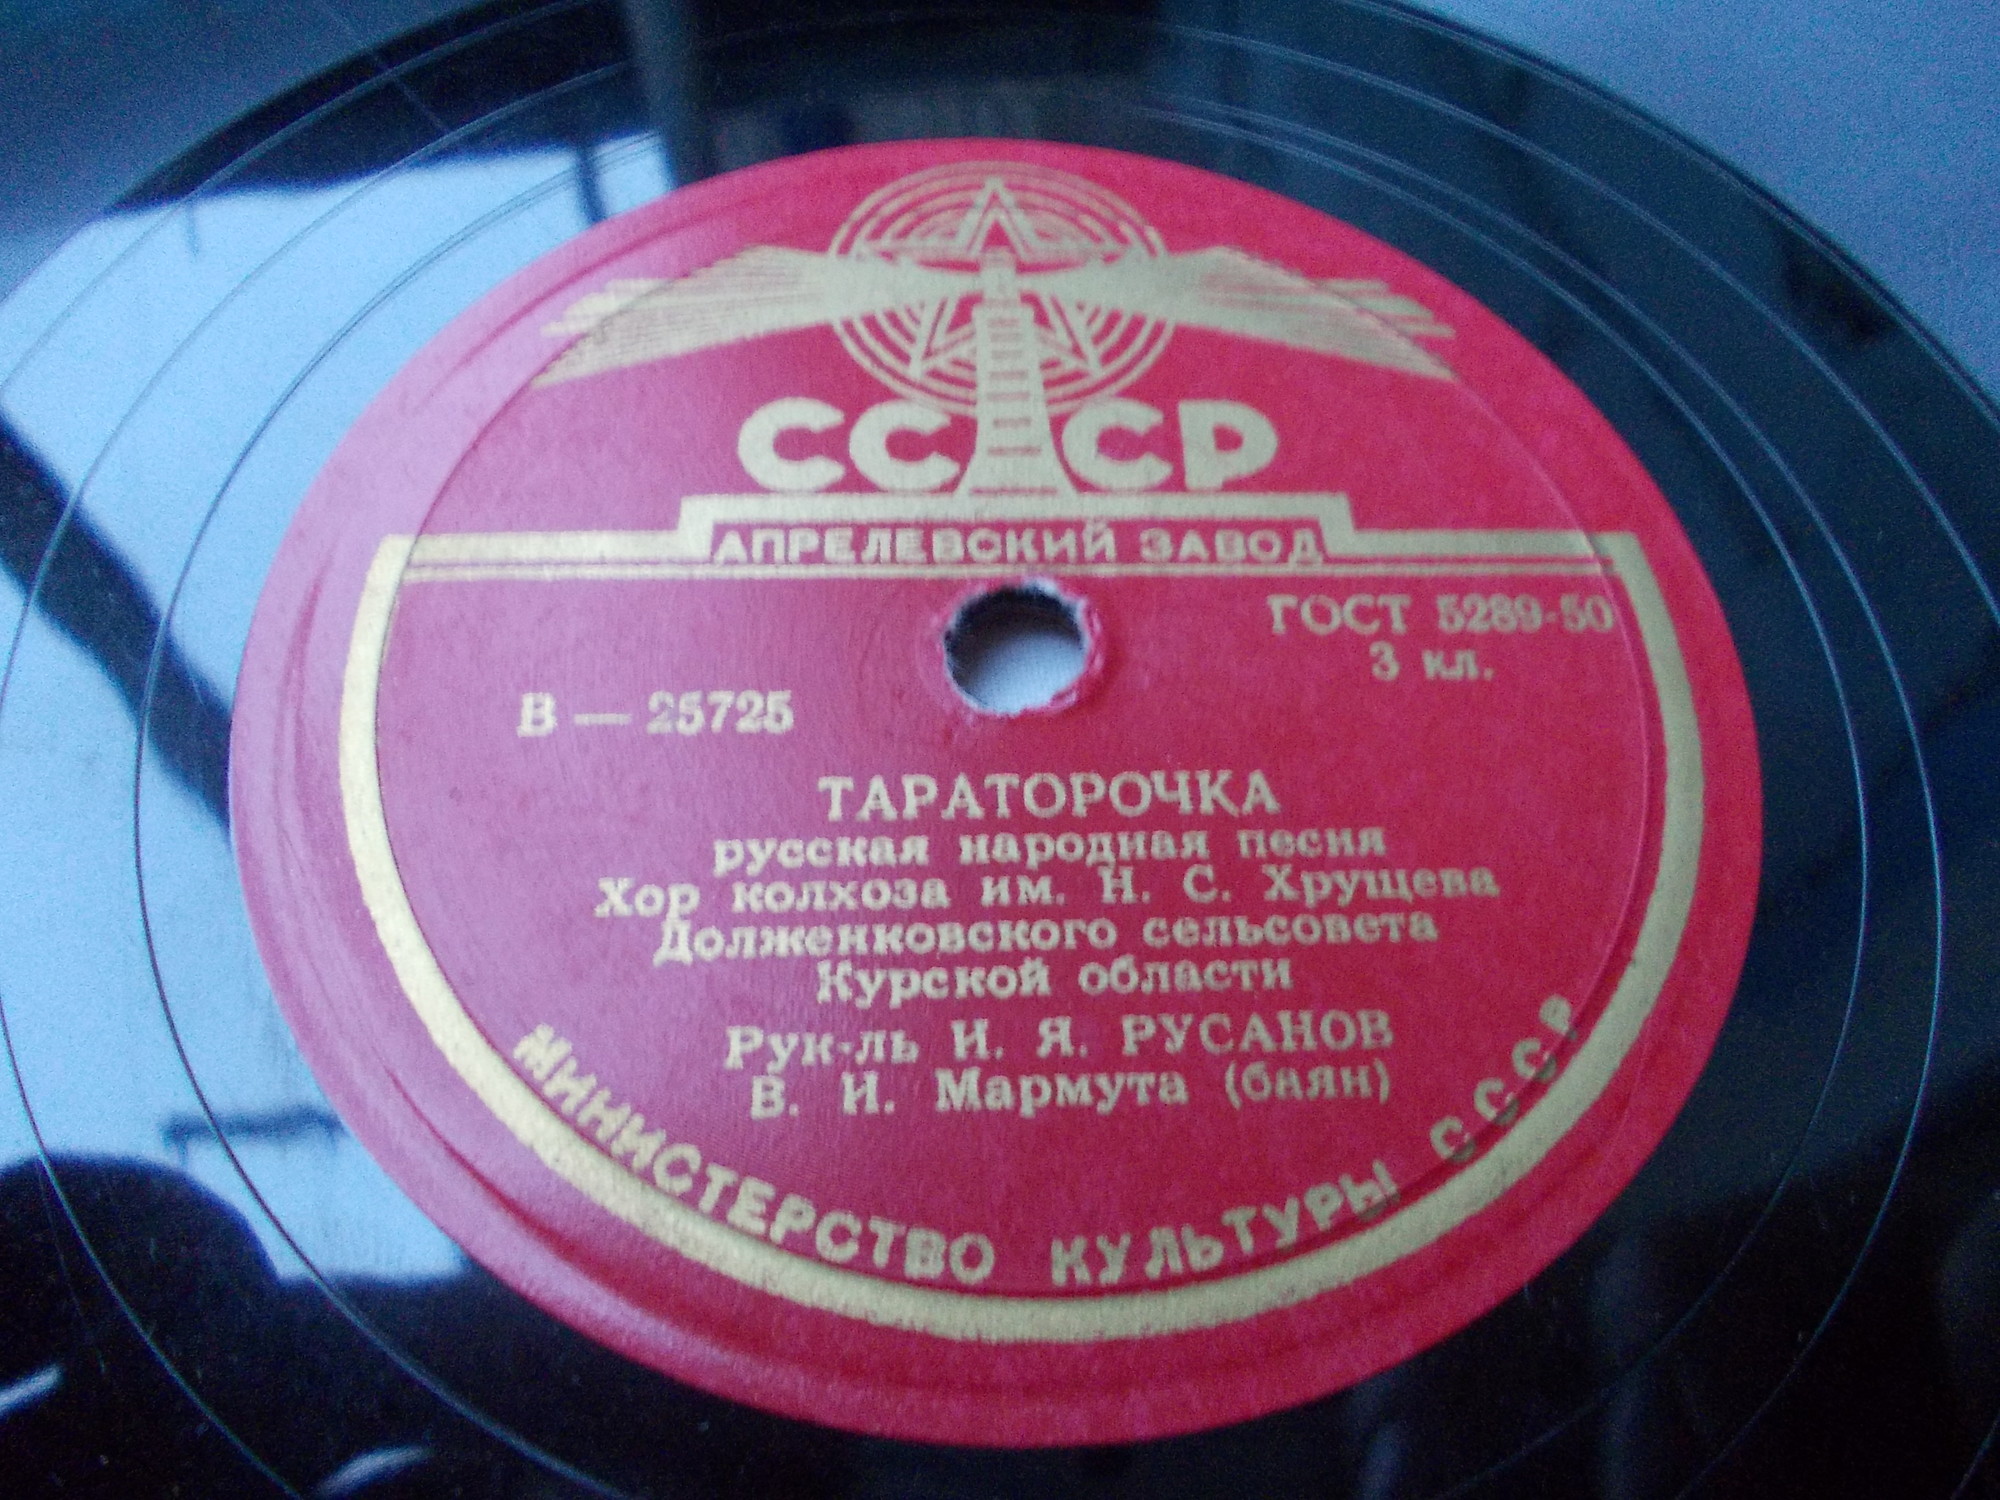 СССР
АПРЕЛЕВСКИЙ ЗАВОД
ГОСТ 5289-50
3 кл.
В — 25725
ТАРАТОРОЧКА
русская народная песня
Хор колхоза им. Н. С. Хрущева
Долженковского сельсовета
Курской области
Рук-ль И. Я. РУСАНОВ
В. И. Мармута (баян)
МИНИСТЕРСТВО КУЛЬТУРЫ СССР